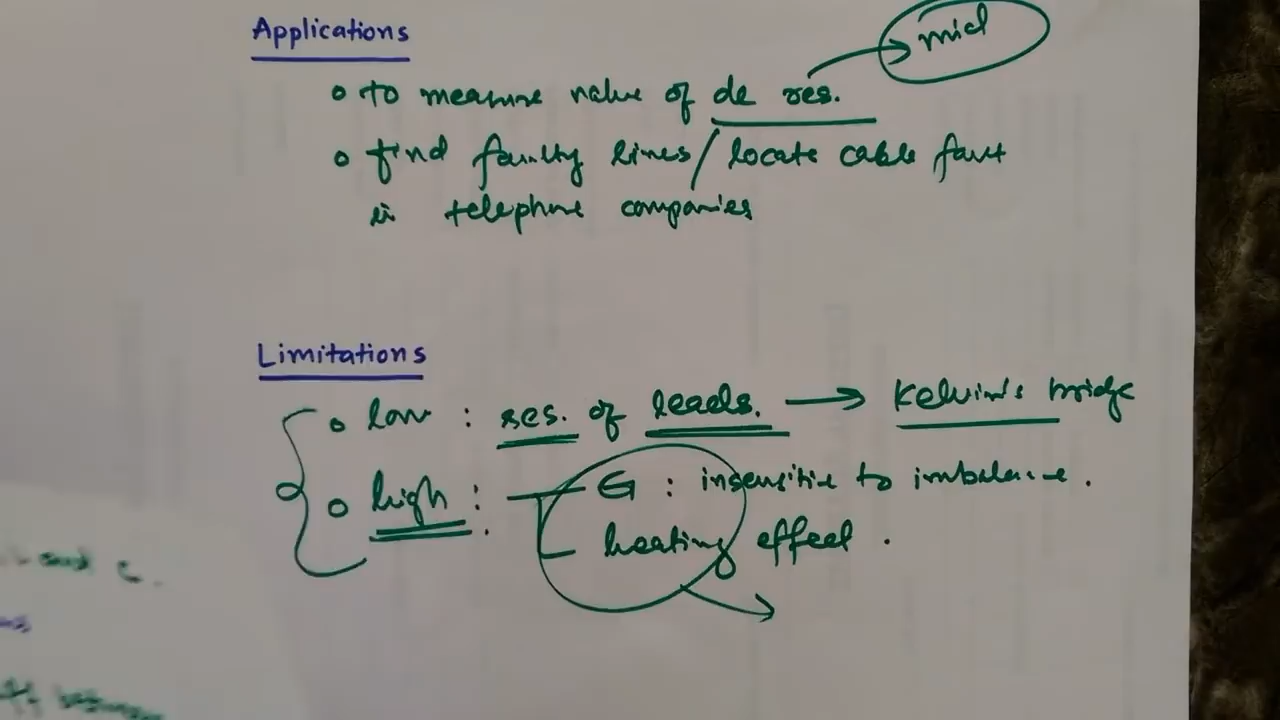 Applications
mid
o to measure value of dc res.
o find faulty lines / locate cable fault
in telephone companies
Limitations
o low : res. of leads. → Kelvin's bridge
o high : G : insensitive to imbalance.
heating effect.
and c.